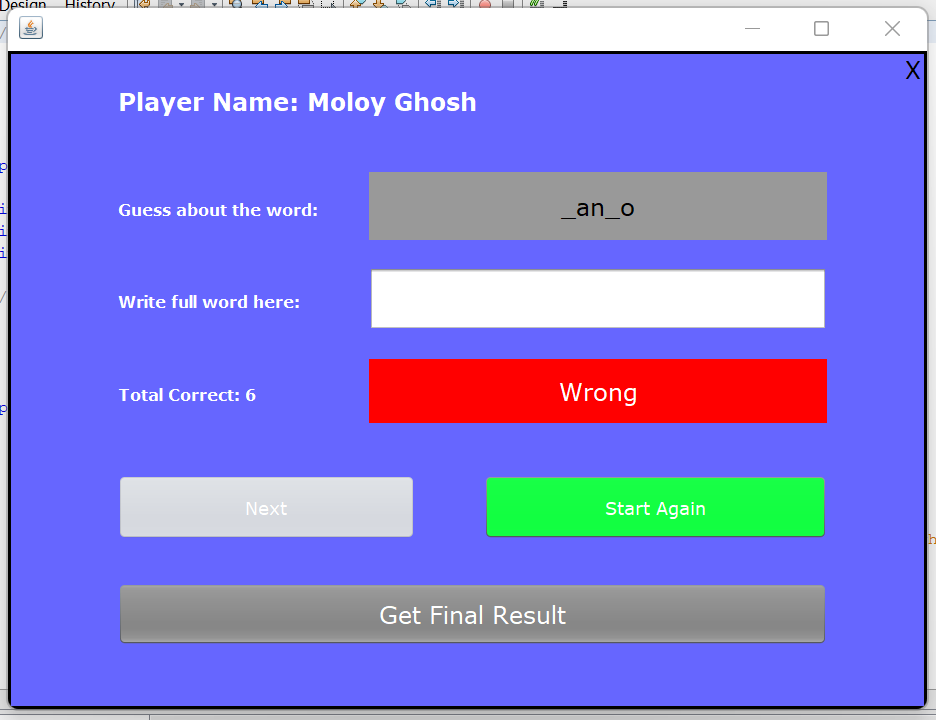 Design History
X
Player Name: Moloy Ghosh
Guess about the word: _an_o
Write full word here:
Total Correct: 6 Wrong
Next Start Again
Get Final Result